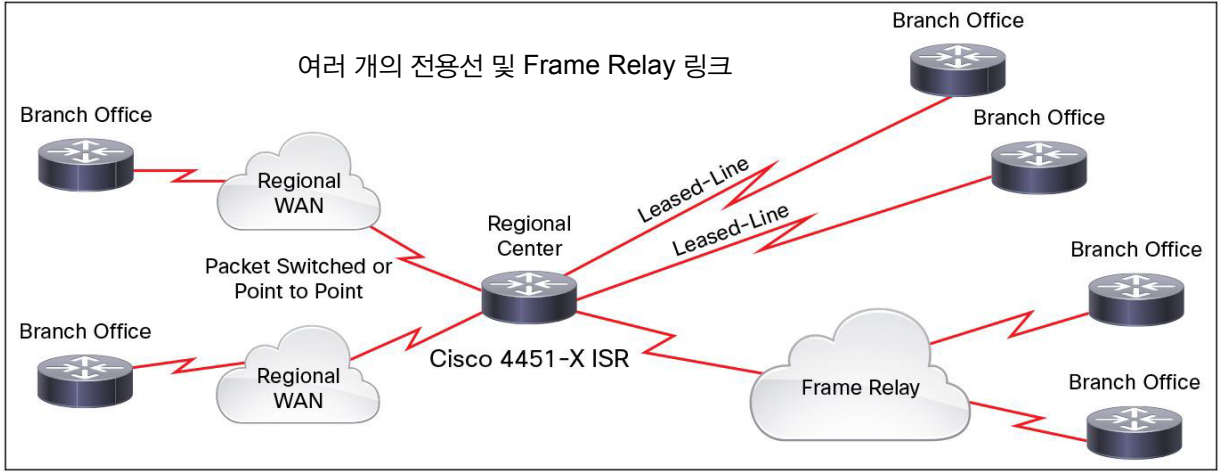 여러 개의 전용선 및 Frame Relay 링크
Branch Office
Branch Office
Branch Office
Regional
WAN
Leased-Line
Leased-Line
Regional
Center
Packet Switched or
Point to Point
Branch Office
Branch Office
Regional
WAN
Cisco 4451-X ISR
Frame Relay
Branch Office